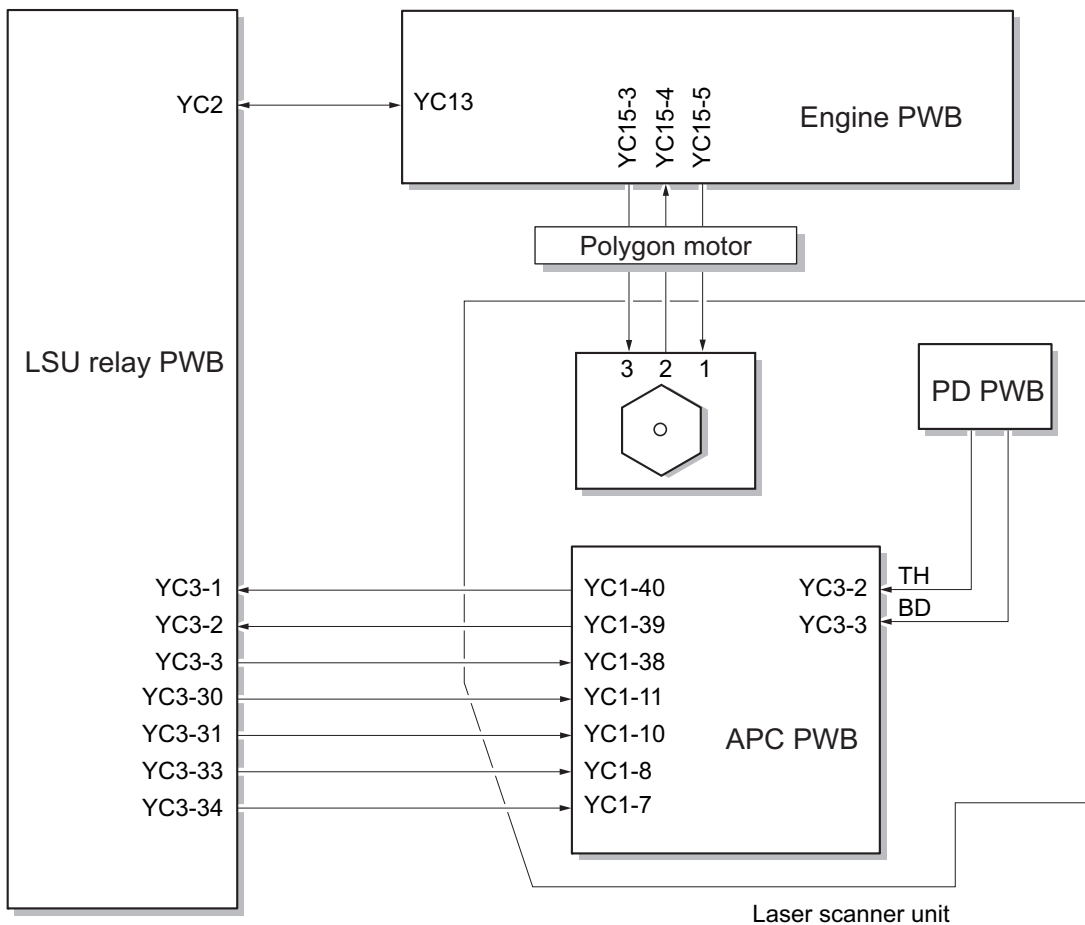 YC2
YC13
YC15-3
YC15-4
YC15-5
Engine PWB
Polygon motor
LSU relay PWB
3 2 1
PD PWB
YC3-1
YC3-2
YC3-3
YC3-30
YC3-31
YC3-33
YC3-34
YC1-40
YC1-39
YC1-38
YC1-11
YC1-10
YC1-8
YC1-7
YC3-2
YC3-3
TH
BD
APC PWB
Laser scanner unit